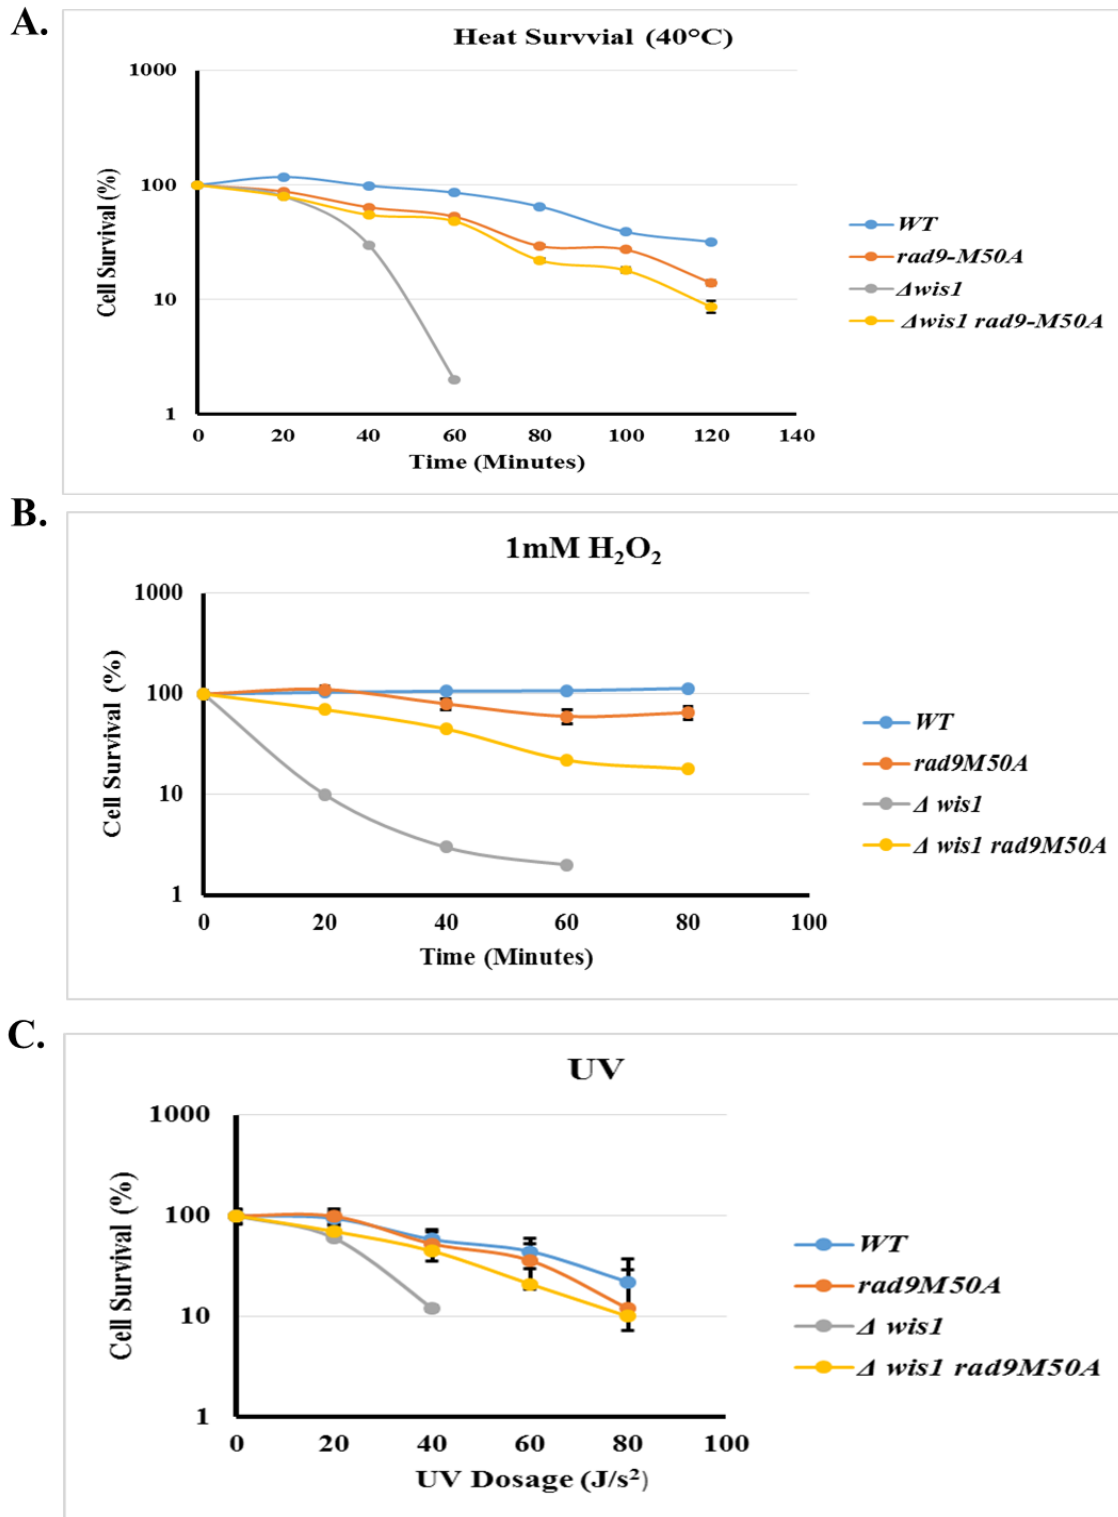 A.
Heat Survvial (40°C)
1000
100
10
1
0 20 40 60 80 100 120 140
Cell Survival (%)
Time (Minutes)
WT
rad9-M50A
Δwis1
Δwis1 rad9-M50A
B.
1mM H₂O₂
1000
100
10
1
0 20 40 60 80 100
Cell Survival (%)
Time (Minutes)
WT
rad9M50A
Δ wis1
Δ wis1 rad9M50A
C.
UV
1000
100
10
1
0 20 40 60 80 100
Cell Survival (%)
UV Dosage (J/s²)
WT
rad9M50A
Δ wis1
Δ wis1 rad9M50A